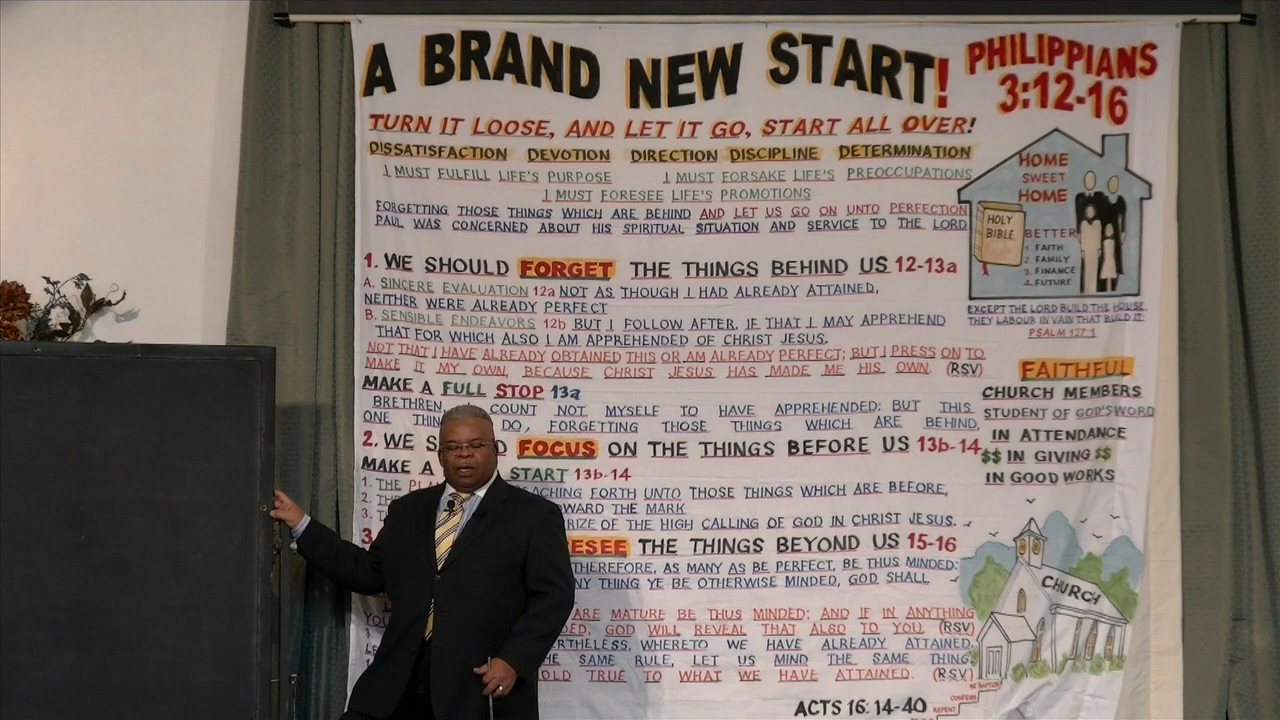 A BRAND NEW START!
PHILIPPIANS
3:12-16
TURN IT LOOSE, AND LET IT GO, START ALL OVER!
DISSATISFACTION DEVOTION DIRECTION DISCIPLINE DETERMINATION
I MUST FULFILL LIFE'S PURPOSE I MUST FORSAKE LIFE'S PREOCCUPATIONS
I MUST FORESEE LIFE'S PROMOTIONS
FORGETTING THOSE THINGS WHICH ARE BEHIND AND LET US GO ON UNTO PERFECTION
PAUL WAS CONCERNED ABOUT HIS SPIRITUAL SITUATION AND SERVICE TO THE LORD
1. WE SHOULD FORGET THE THINGS BEHIND US 12-13a
A. SINCERE EVALUATION 12a NOT AS THOUGH I HAD ALREADY ATTAINED,
NEITHER WERE ALREADY PERFECT
B. SENSIBLE ENDEAVORS 12b BUT I FOLLOW AFTER, IF THAT I MAY APPREHEND
THAT FOR WHICH ALSO I AM APPREHENDED OF CHRIST JESUS.
NOT THAT I HAVE ALREADY OBTAINED THIS OR AM ALREADY PERFECT; BUT I PRESS ON TO
MAKE IT MY OWN, BECAUSE CHRIST JESUS HAS MADE ME HIS OWN. (RSV)
MAKE A FULL STOP 13a
BRETHREN, COUNT NOT MYSELF TO HAVE APPREHENDED: BUT THIS
ONE DO, FORGETTING THOSE THINGS WHICH ARE BEHIND,
2. WE FOCUS ON THE THINGS BEFORE US 13b-14
MAKE A START 13b-14
1. THE FORTH UNTO THOSE THINGS WHICH ARE BEFORE,
2. THE MARK
3. OF THE HIGH CALLING OF GOD IN CHRIST JESUS.
3. THE THINGS BEYOND US 15-16
THEREFORE, AS MANY AS BE PERFECT, BE THUS MINDED:
THING YE BE OTHERWISE MINDED, GOD SHALL
ARE MATURE BE THUS MINDED; AND IF IN ANYTHING
GOD WILL REVEAL THAT ALSO TO YOU (RSV)
WHERETO WE HAVE ALREADY ATTAINED,
SAME RULE, LET US MIND THE SAME THING
TRUE TO WHAT WE HAVE ATTAINED. (RSV)
ACTS 16:14-40
HOME
SWEET
HOME
HOLY
BIBLE
BETTER
1. FAITH
2. FAMILY
3. FINANCE
4. FUTURE
EXCEPT THE LORD BUILD THE HOUSE
THEY LABOUR IN VAIN THAT BUILD IT
PSALM 127:1
FAITHFUL
CHURCH MEMBERS
STUDENT OF GOD'S WORD
IN ATTENDANCE
$$ IN GIVING $$
IN GOOD WORKS
CHURCH
CONFESS
REPENT